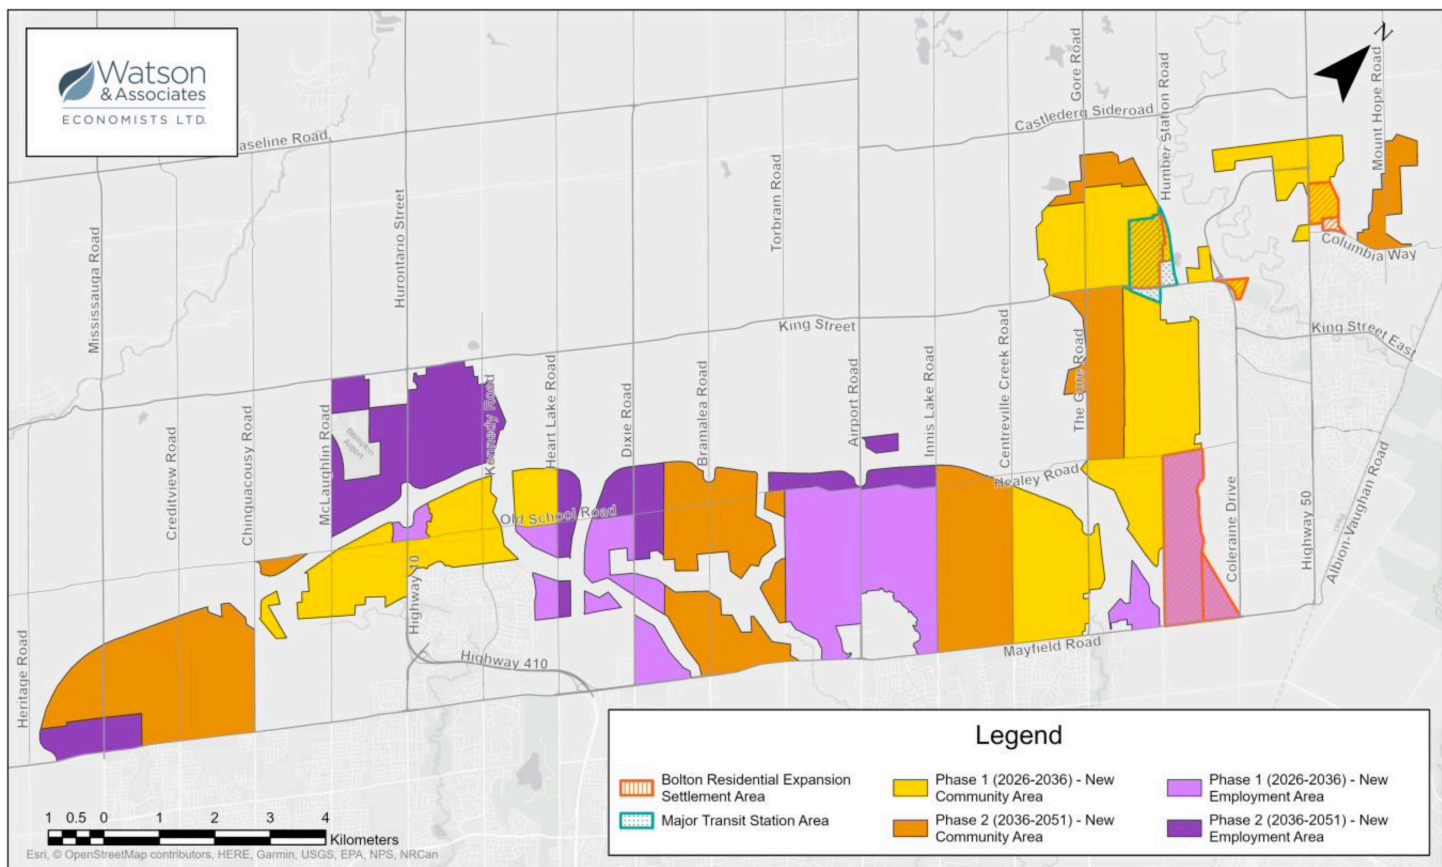 Watson
& Associates
ECONOMISTS LTD.
N
Baseline Road
Castlederg Sideroad
Gore Road
Humber Station Road
Mount Hope Road
Columbia Way
Mississauga Road
Hurontario Street
Torbram Road
King Street
King Street East
Creditview Road
Chinguacousy Road
McLaughlin Road
Brampton
Airport
Kennedy Road
Heart Lake Road
Dixie Road
Bramalea Road
Airport Road
Innis Lake Road
Centreville Creek Road
The Gore Road
Healey Road
Old School Road
Coleraine Drive
Highway 50
Albion-Vaughan Road
Heritage Road
Highway 10
Highway 410
Mayfield Road
Legend
Bolton Residential Expansion
Settlement Area
Major Transit Station Area
Phase 1 (2026-2036) - New
Community Area
Phase 2 (2036-2051) - New
Community Area
Phase 1 (2026-2036) - New
Employment Area
Phase 2 (2036-2051) - New
Employment Area
1 0.5 0 1 2 3 4
Kilometers
Esri, © OpenStreetMap contributors, HERE, Garmin, USGS, EPA, NPS, NRCan